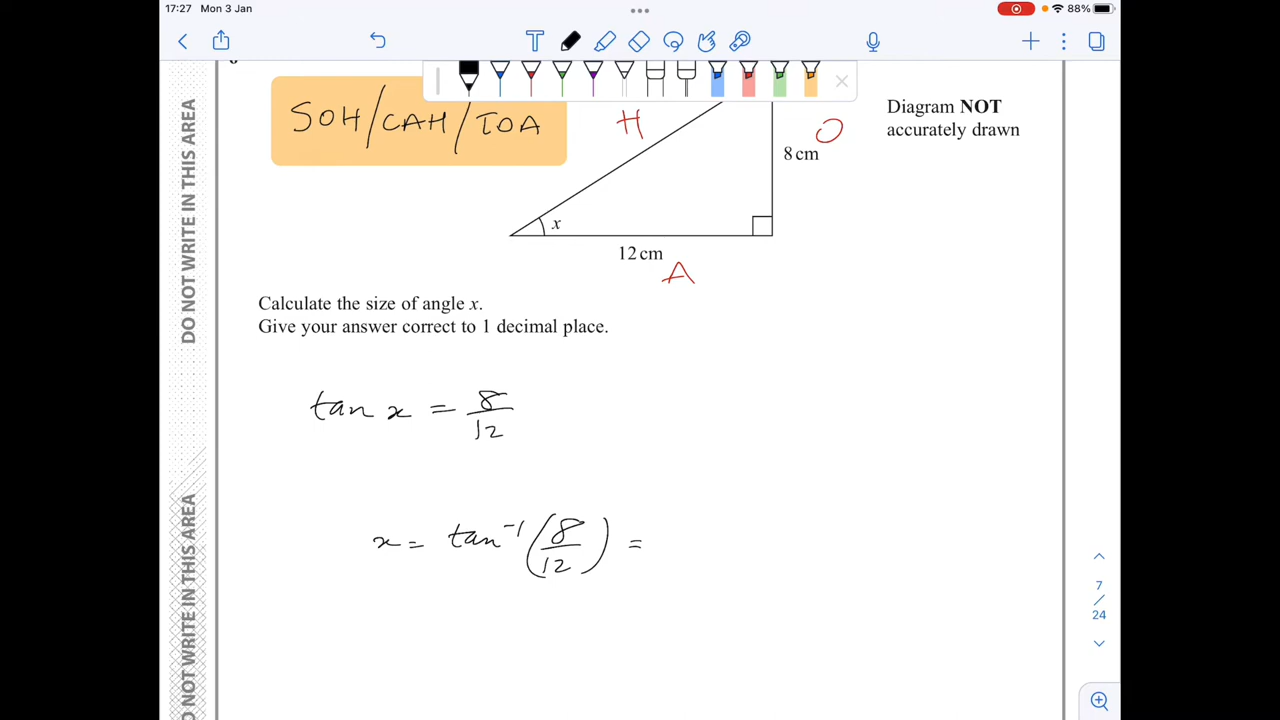 17:27 Mon 3 Jan
88%
T
SOH/CAH/TOA
H
O
Diagram NOT
accurately drawn
8 cm
x
12 cm
A
DO NOT WRITE IN THIS AREA
Calculate the size of angle x.
Give your answer correct to 1 decimal place.
tan x = 8/12
x = tan⁻¹(8/12) =
7
/
24
O NOT WRITE IN THIS AREA